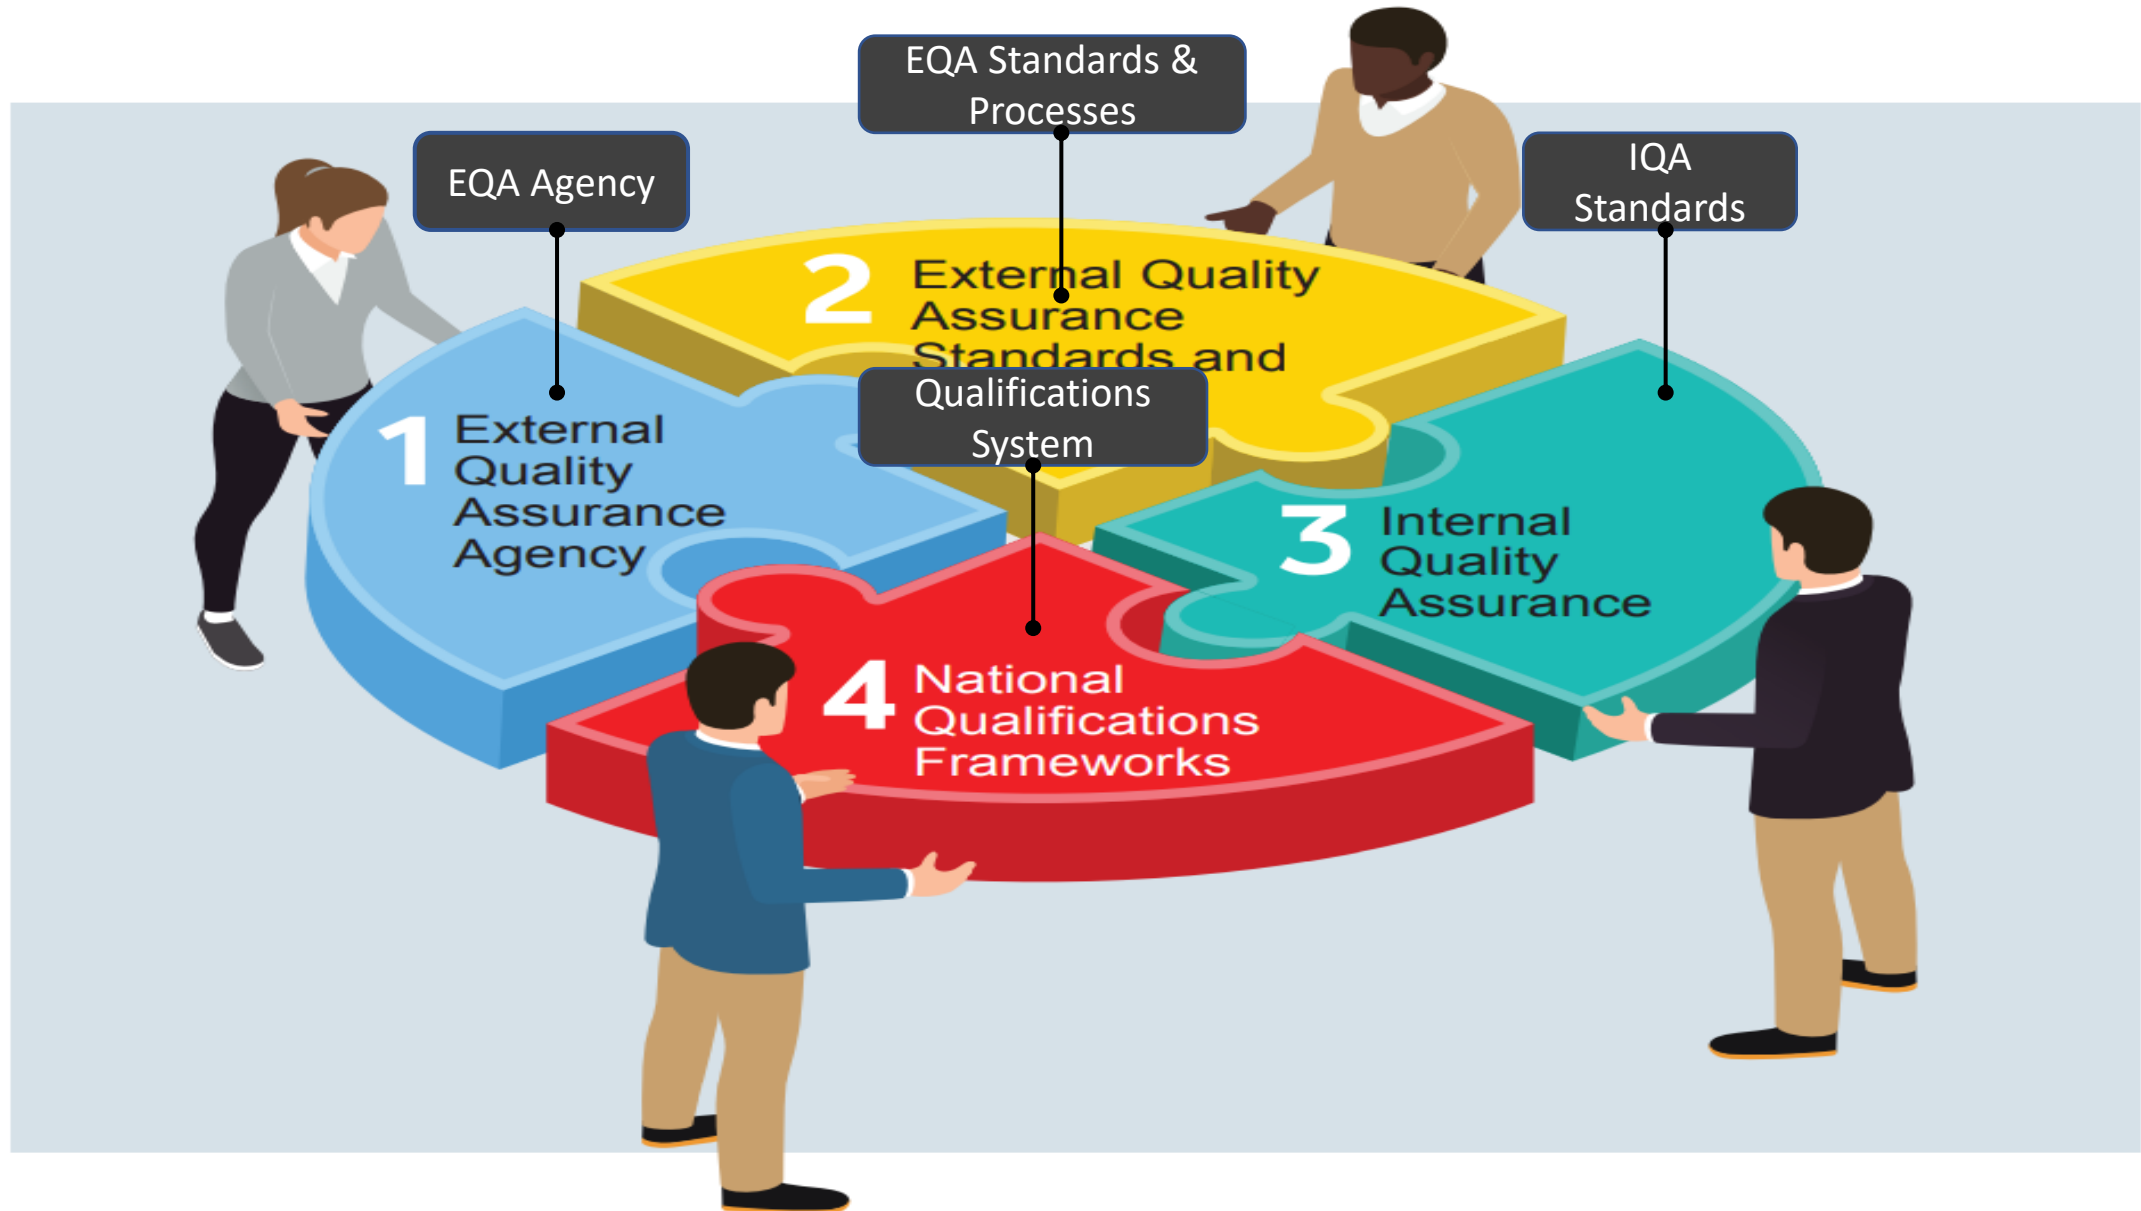 EQA Standards &
Processes
EQA Agency
IQA
Standards
2
External Quality
Assurance
Standards and
Qualifications
System
1
External
Quality
Assurance
Agency
3
Internal
Quality
Assurance
4
National
Qualifications
Frameworks